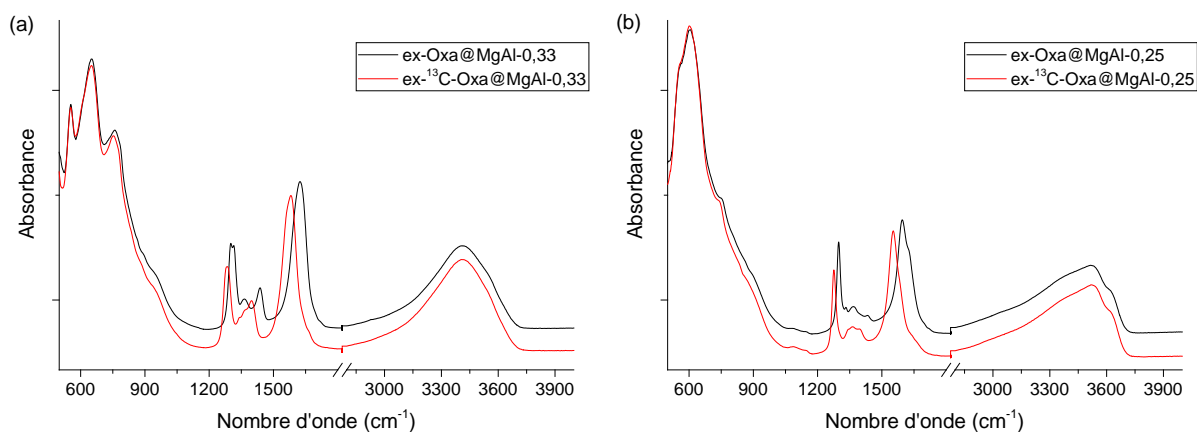 (a)
ex-Oxa@MgAl-0,33
ex-¹³C-Oxa@MgAl-0,33
Absorbance
600 900 1200 1500 3000 3300 3600 3900
Nombre d'onde (cm⁻¹)
(b)
ex-Oxa@MgAl-0,25
ex-¹³C-Oxa@MgAl-0,25
Absorbance
600 900 1200 1500 3000 3300 3600 3900
Nombre d'onde (cm⁻¹)